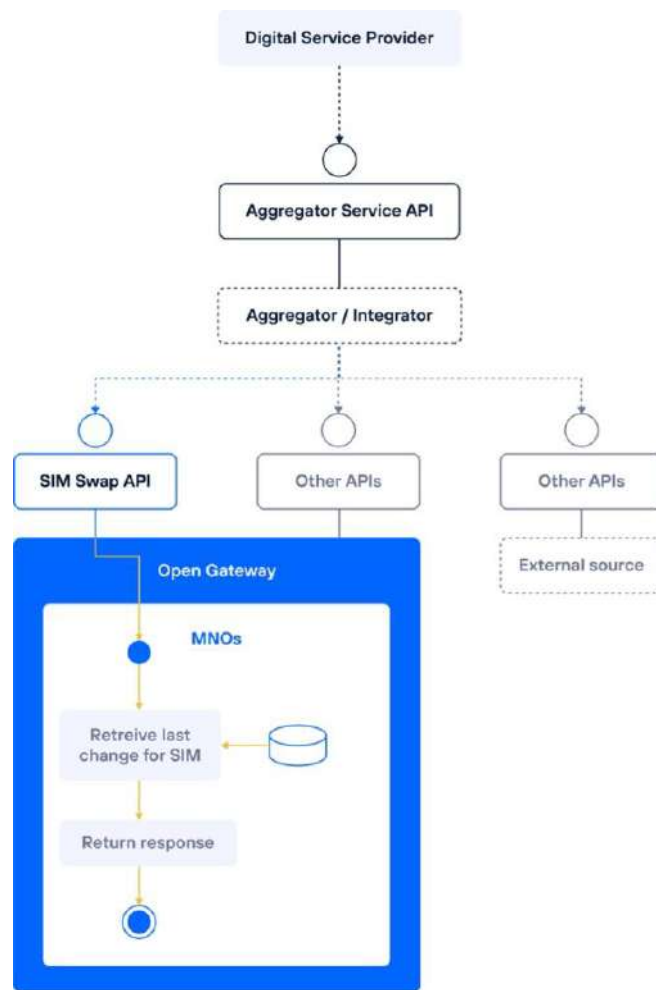 Digital Service Provider
Aggregator Service API
Aggregator / Integrator
SIM Swap API
Other APIs
Other APIs
Open Gateway
External source
MNOs
Retreive last
change for SIM
Return response